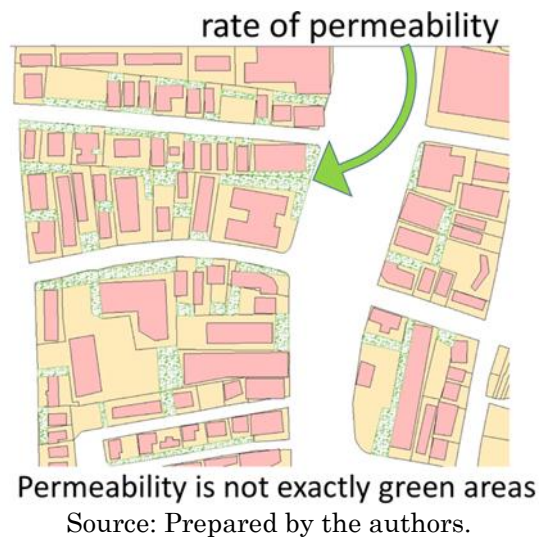 rate of permeability
Permeability is not exactly green areas
Source: Prepared by the authors.